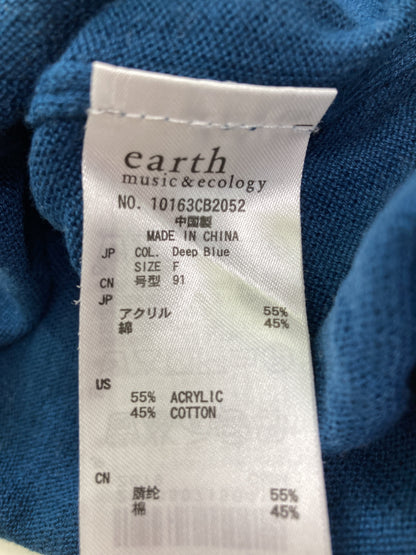 earth
music & ecology
NO. 10163CB2052
中国製
MADE IN CHINA
JP COL. Deep Blue
SIZE F
CN 号型 91
JP
アクリル 55%
綿 45%
US
55% ACRYLIC
45% COTTON
CN
腈纶 55%
棉 45%